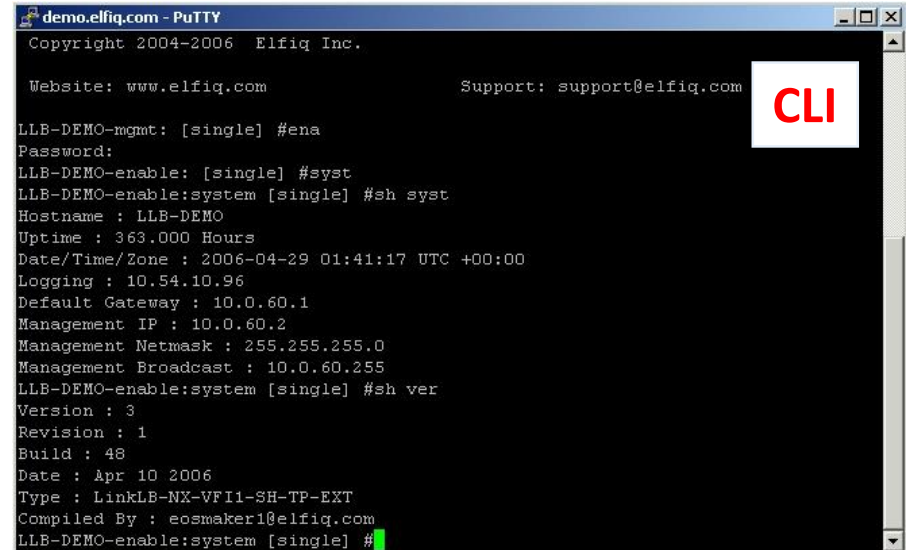 demo.elfiq.com - PuTTY
Copyright 2004-2006 Elfiq Inc.
Website: www.elfiq.com Support: support@elfiq.com
CLI
LLB-DEMO-mgmt: [single] #ena
Password:
LLB-DEMO-enable: [single] #syst
LLB-DEMO-enable:system [single] #sh syst
Hostname : LLB-DEMO
Uptime : 363.000 Hours
Date/Time/Zone : 2006-04-29 01:41:17 UTC +00:00
Logging : 10.54.10.96
Default Gateway : 10.0.60.1
Management IP : 10.0.60.2
Management Netmask : 255.255.255.0
Management Broadcast : 10.0.60.255
LLB-DEMO-enable:system [single] #sh ver
Version : 3
Revision : 1
Build : 48
Date : Apr 10 2006
Type : LinkLB-NX-VFI1-SH-TP-EXT
Compiled By : eosmaker1@elfiq.com
LLB-DEMO-enable:system [single] #